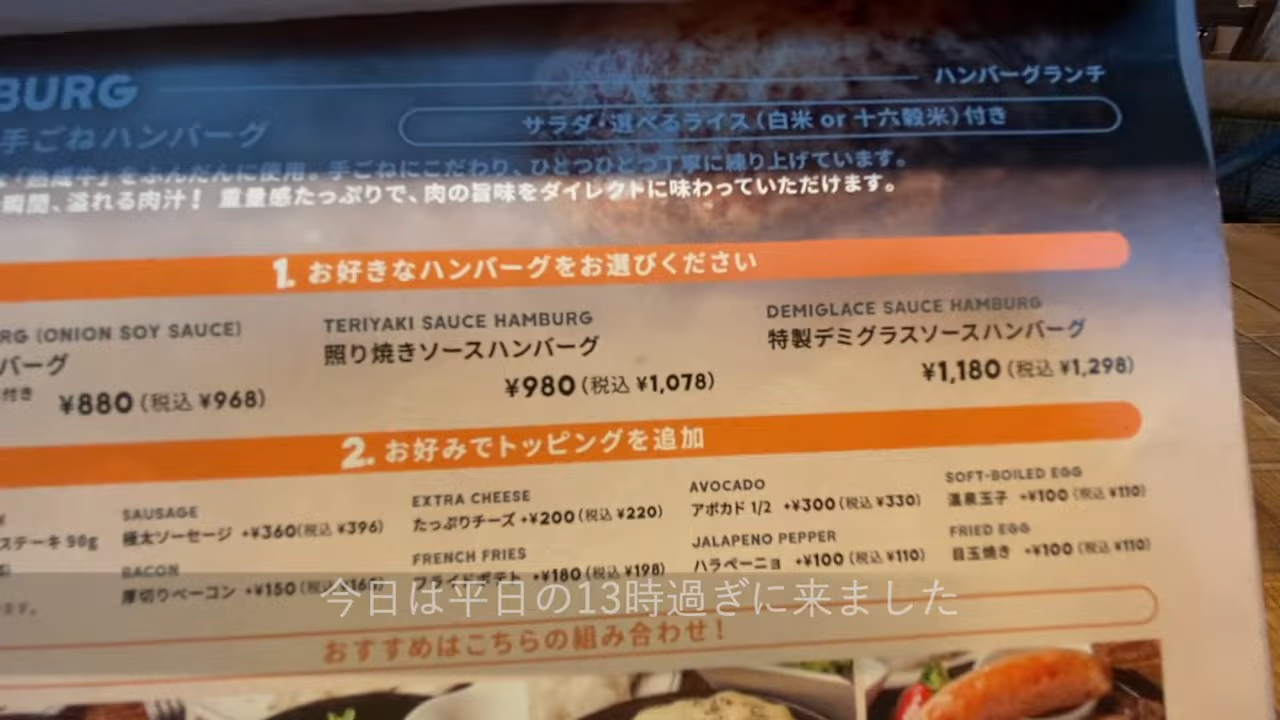 BURG
ハンバーグランチ
手ごねハンバーグ
サラダ・選べるライス(白米 or 十六穀米)付き
「熟成牛」をふんだんに使用。手ごねにこだわり、ひとつひとつ丁寧に練り上げています。
瞬間、溢れる肉汁! 重量感たっぷりで、肉の旨味をダイレクトに味わっていただけます。
1. お好きなハンバーグをお選びください
RG (ONION SOY SAUCE)
バーグ
付き ¥880(税込 ¥968)
TERIYAKI SAUCE HAMBURG
照り焼きソースハンバーグ
¥980(税込 ¥1,078)
DEMIGLACE SAUCE HAMBURG
特製デミグラスソースハンバーグ
¥1,180(税込 ¥1,298)
2. お好みでトッピングを追加
ステーキ 90g
SAUSAGE
極太ソーセージ +¥360(税込 ¥396)
BACON
厚切りベーコン +¥150(税込 ¥165)
EXTRA CHEESE
たっぷりチーズ +¥200(税込 ¥220)
FRENCH FRIES
フライドポテト +¥180(税込 ¥198)
AVOCADO
アボカド 1/2 +¥300(税込 ¥330)
JALAPENO PEPPER
ハラペーニョ +¥100(税込 ¥110)
SOFT-BOILED EGG
温泉玉子 +¥100(税込 ¥110)
FRIED EGG
目玉焼き +¥100(税込 ¥110)
今日は平日の13時過ぎに来ました
おすすめはこちらの組み合わせ!